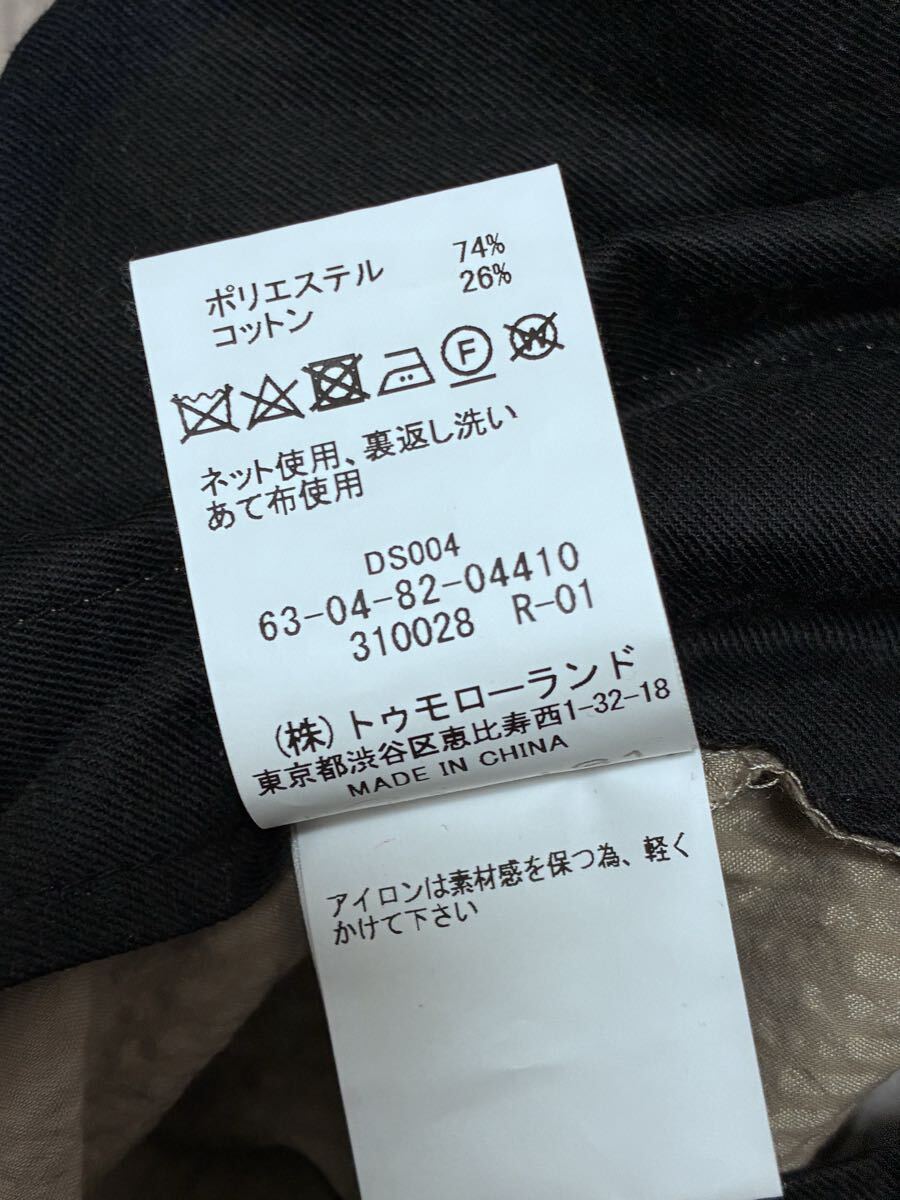 ポリエステル 74%
コットン 26%
F W
ネット使用、裏返し洗い
あて布使用
DS004
63-04-82-04410
310028 R-01
(株)トゥモローランド
東京都渋谷区恵比寿西1-32-18
MADE IN CHINA
アイロンは素材感を保つ為、軽く
かけて下さい